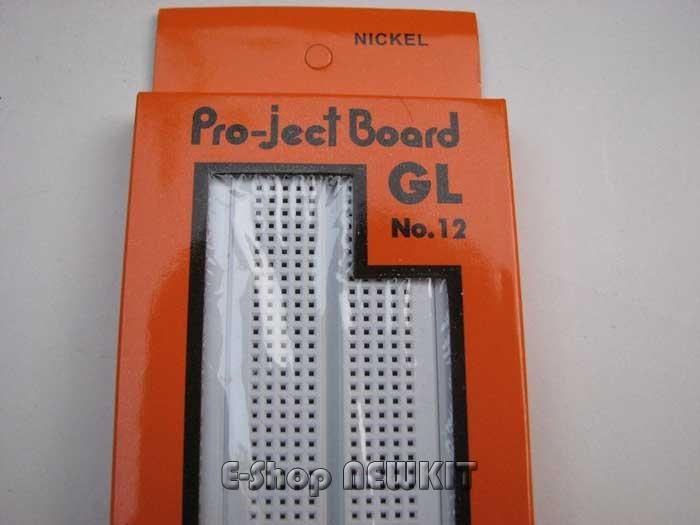 NICKEL
Pro-ject Board
GL
No.12
E-Shop NEWKIT